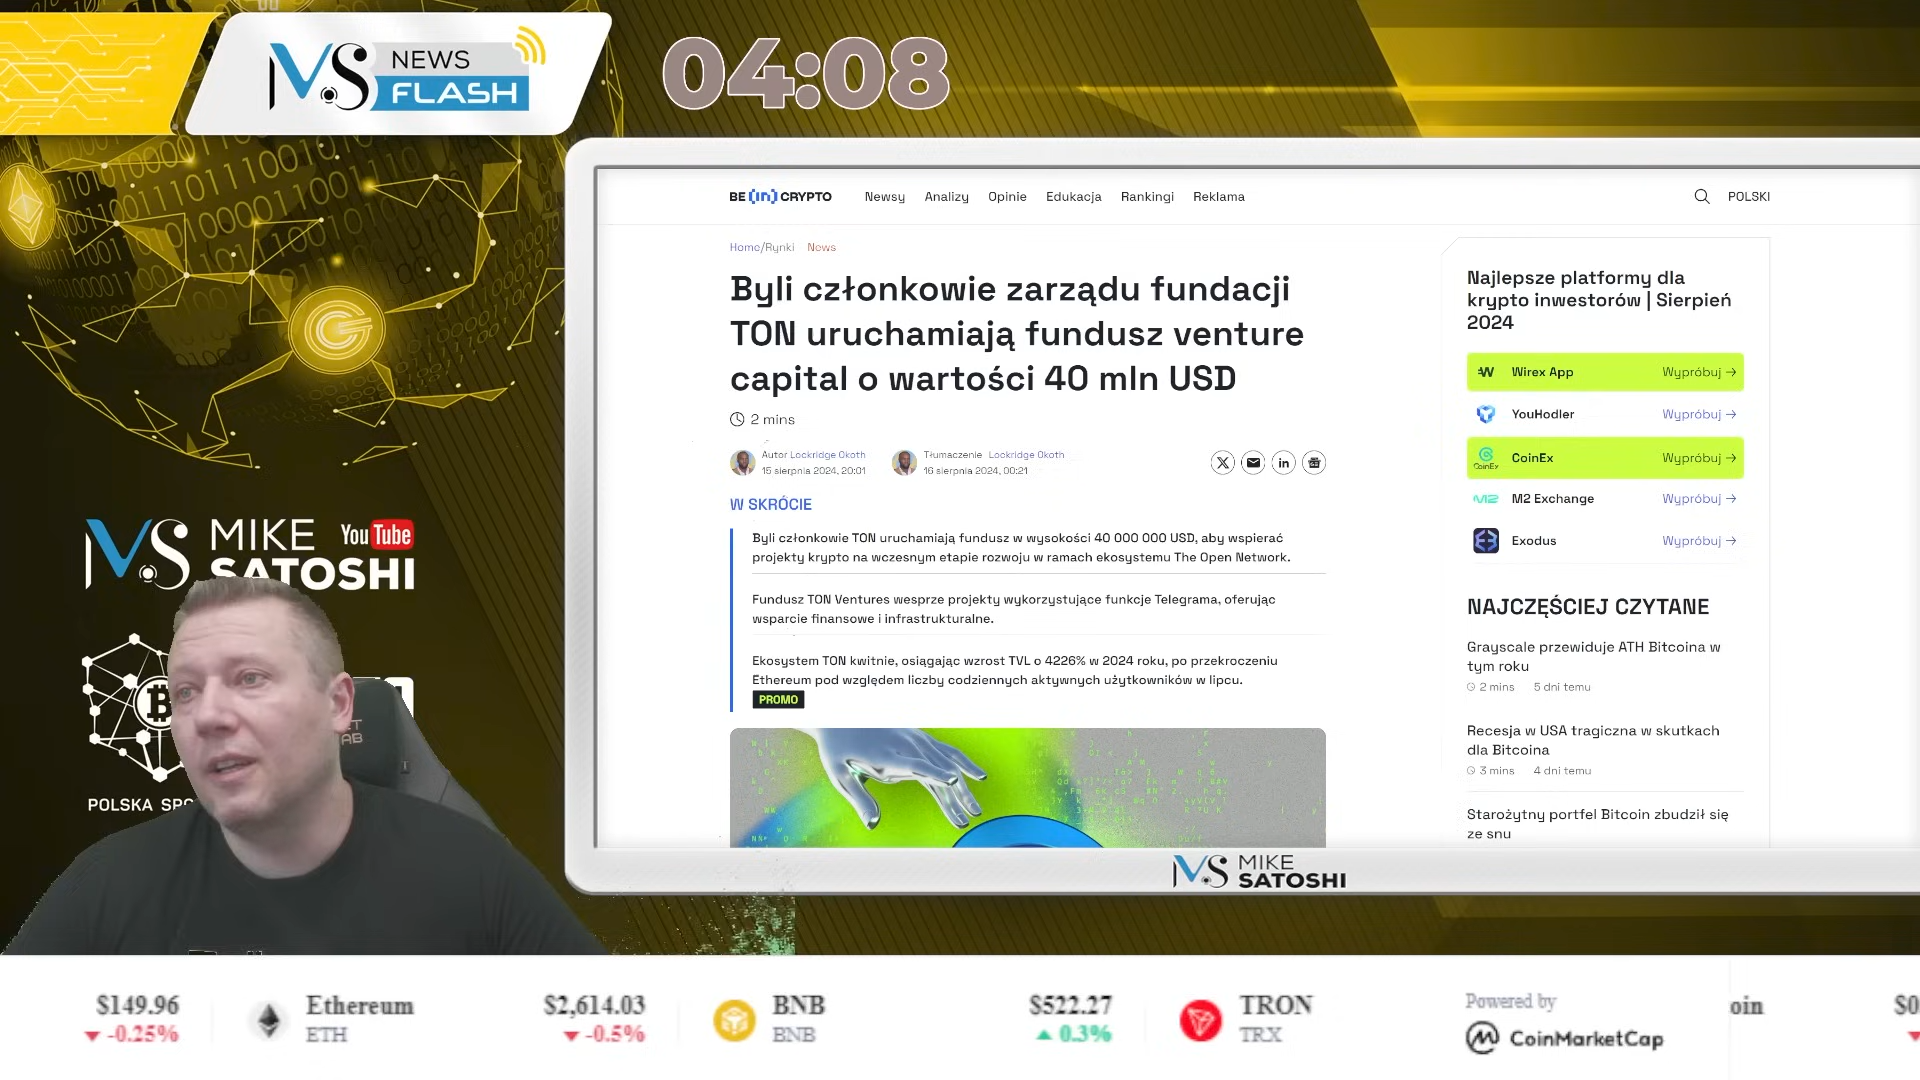 MS NEWS FLASH
04:08
BE [in] CRYPTO Newsy Analizy Opinie Edukacja Rankingi Reklama POLSKI
Home/Rynki News
Byli członkowie zarządu fundacji
TON uruchamiają fundusz venture
capital o wartości 40 mln USD
2 mins
Autor Lockridge Okoth
15 sierpnia 2024, 20:01
Tłumaczenie Lockridge Okoth
16 sierpnia 2024, 00:21
W SKRÓCIE
Byli członkowie TON uruchamiają fundusz w wysokości 40 000 000 USD, aby wspierać
projekty krypto na wczesnym etapie rozwoju w ramach ekosystemu The Open Network.
Fundusz TON Ventures wesprze projekty wykorzystujące funkcje Telegrama, oferując
wsparcie finansowe i infrastrukturalne.
Ekosystem TON kwitnie, osiągając wzrost TVL o 4226% w 2024 roku, po przekroczeniu
Ethereum pod względem liczby codziennych aktywnych użytkowników w lipcu.
PROMO
Najlepsze platformy dla
krypto inwestorów | Sierpień
2024
Wirex App Wypróbuj →
YouHodler Wypróbuj →
CoinEx Wypróbuj →
M2 Exchange Wypróbuj →
Exodus Wypróbuj →
NAJCZĘŚCIEJ CZYTANE
Grayscale przewiduje ATH Bitcoina w
tym roku
2 mins 5 dni temu
Recesja w USA tragiczna w skutkach
dla Bitcoina
3 mins 4 dni temu
Starożytny portfel Bitcoin zbudził się
ze snu
MS MIKE SATOSHI YouTube
POLSKA
MS MIKE SATOSHI
$149.96
-0.25%
Ethereum
ETH
$2,614.03
-0.5%
BNB
BNB
$522.27
0.3%
TRON
TRX
Powered by
CoinMarketCap
oin
$0